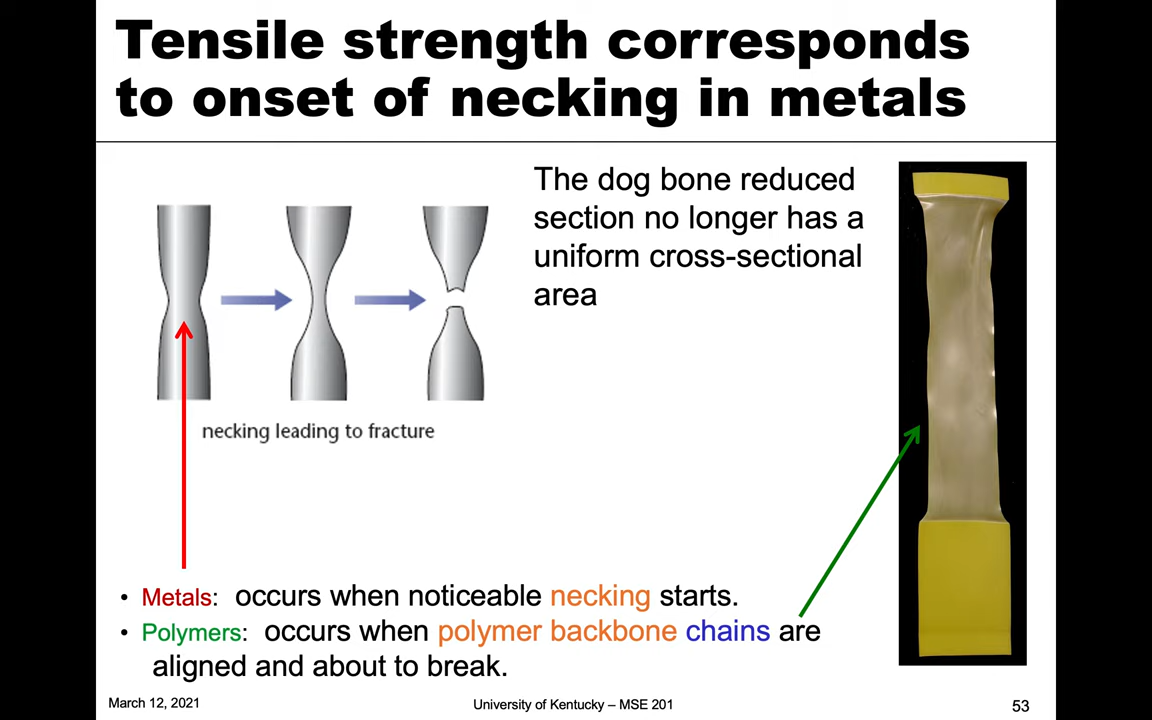 Tensile strength corresponds
to onset of necking in metals
The dog bone reduced
section no longer has a
uniform cross-sectional
area
necking leading to fracture
• Metals: occurs when noticeable necking starts.
• Polymers: occurs when polymer backbone chains are
aligned and about to break.
March 12, 2021
University of Kentucky – MSE 201
53